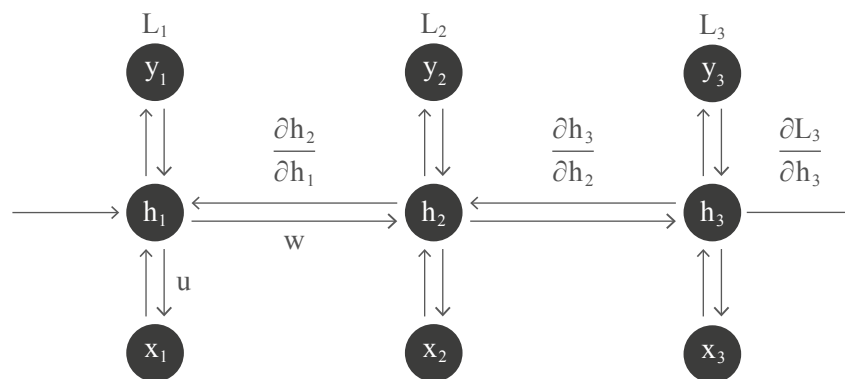 L₁ L₂ L₃
y₁ y₂ y₃
∂h₂/∂h₁ ∂h₃/∂h₂ ∂L₃/∂h₃
h₁ h₂ h₃
w
u
x₁ x₂ x₃